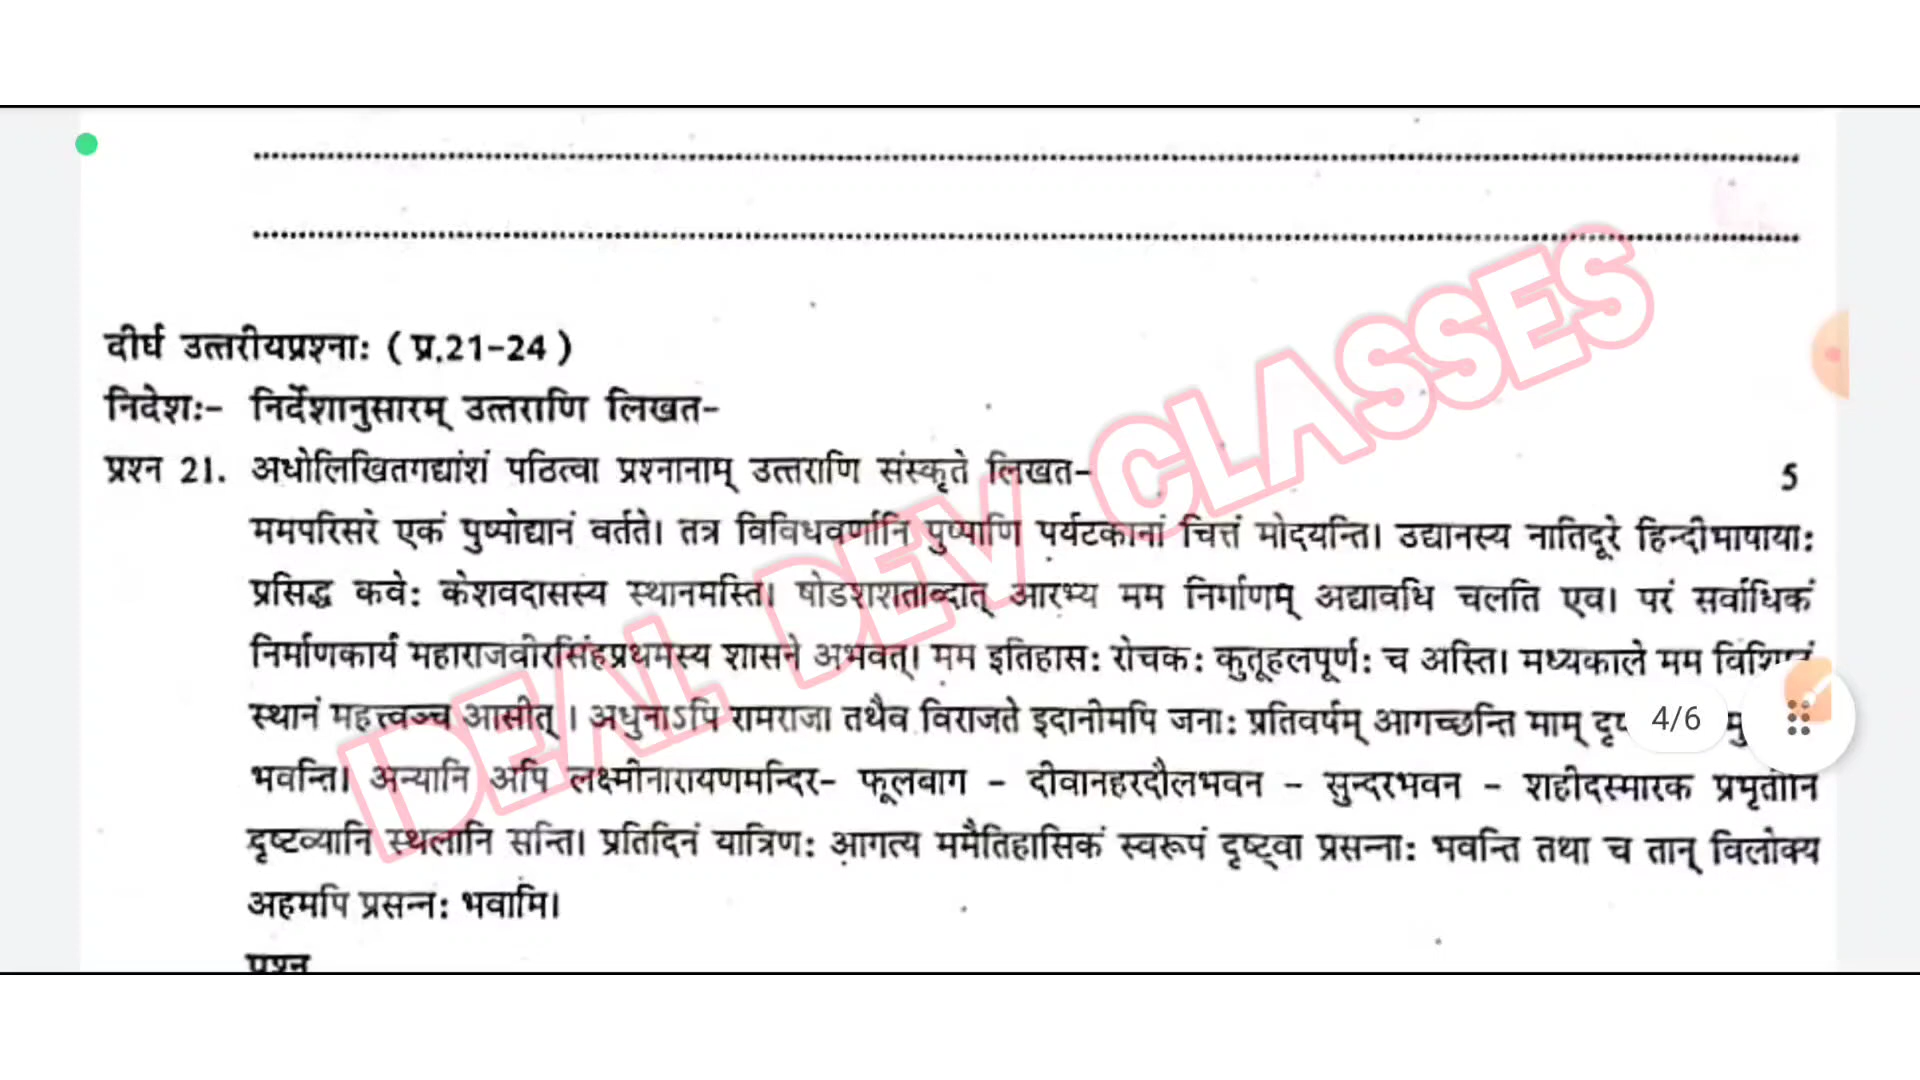 दीर्घ उत्तरीयप्रश्नाः ( प्र.21-24 )
निदेशः- निर्देशानुसारम् उत्तराणि लिखत-
प्रश्न 21. अधोलिखितगद्यांशं पठित्वा प्रश्नानाम् उत्तराणि संस्कृते लिखत- 5
ममपरिसरे एकं पुष्पोद्यानं वर्तते। तत्र विविधवर्णानि पुष्पाणि पर्यटकानां चित्तं मोदयन्ति। उद्यानस्य नातिदूरे हिन्दीभाषायाः
प्रसिद्ध कवेः केशवदासस्य स्थानमस्ति। षोडशशताब्दात् आरभ्य मम निर्माणम् अद्यावधि चलति एव। परं सर्वाधिकं
निर्माणकार्यं महाराजवीरसिंहप्रथमस्य शासने अभवत्। मम इतिहासः रोचकः कुतूहलपूर्णः च अस्ति। मध्यकाले मम
स्थानं महत्त्वञ्च आसीत् । अधुनाऽपि रामराजा तथैव विराजते इदानीमपि जनाः प्रतिवर्षम् आगच्छन्ति माम्
4/6
भवन्ति। अन्यानि अपि लक्ष्मीनारायणमन्दिर- फूलबाग - दीवानहरदौलभवन - सुन्दरभवन - शहीदस्मारक प्रभृतीनि
दृष्टव्यानि स्थलानि सन्ति। प्रतिदिनं यात्रिणः आगत्य ममैतिहासिकं स्वरूपं दृष्ट्वा प्रसन्नाः भवन्ति तथा च तान् विलोक्य
अहमपि प्रसन्नः भवामि।
प्रश्न
IDEAL DEV CLASSES